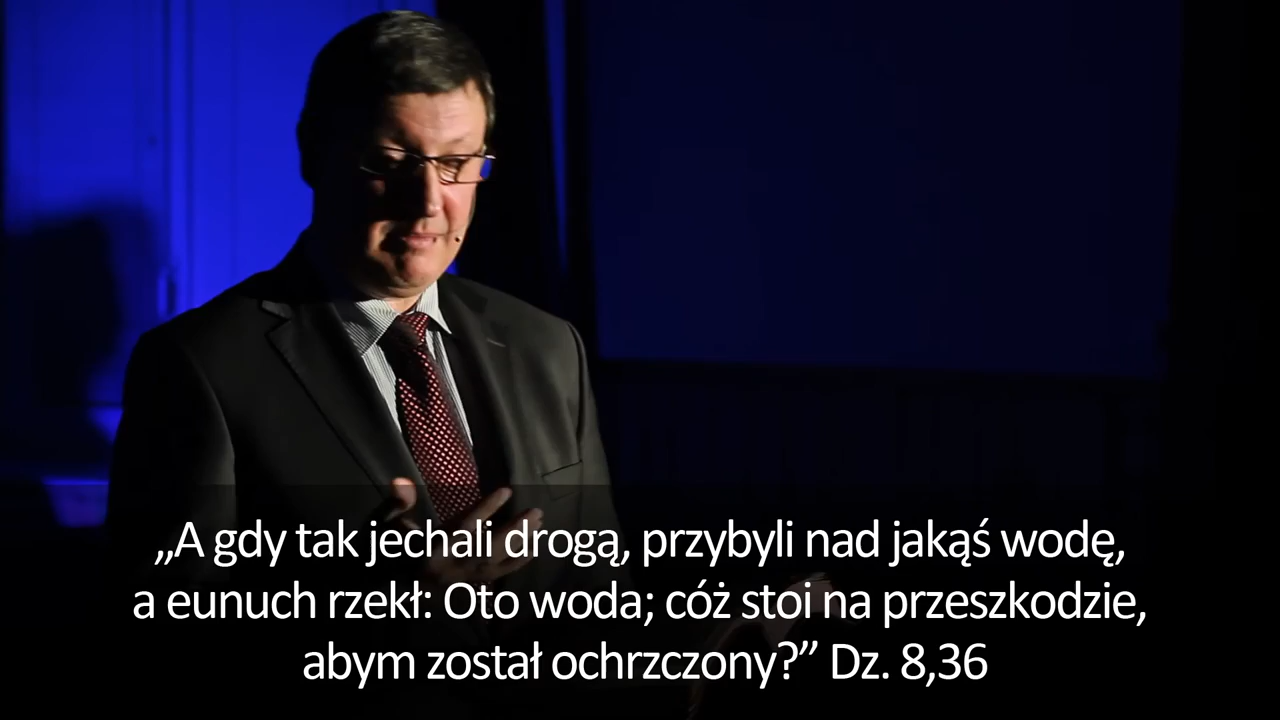 „A gdy tak jechali drogą, przybyli nad jakąś wodę,
a eunuch rzekł: Oto woda; cóż stoi na przeszkodzie,
abym został ochrzczony?” Dz. 8,36